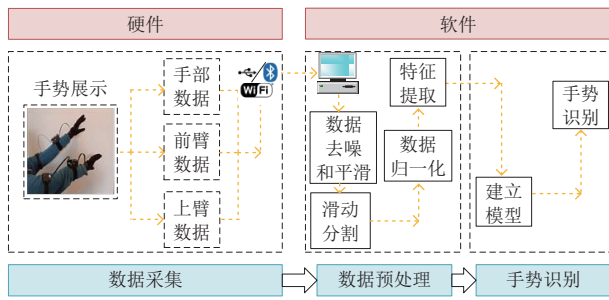 硬件
软件
手势展示
手部
数据
前臂
数据
上臂
数据
WiFi
数据
去噪
和平滑
滑动
分割
数据
归一化
特征
提取
建立
模型
手势
识别
数据采集
数据预处理
手势识别